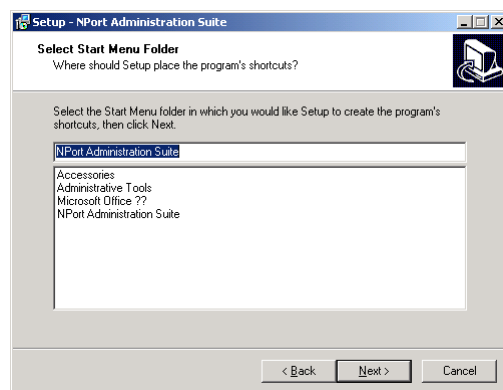 Setup - NPort Administration Suite
Select Start Menu Folder
Where should Setup place the program's shortcuts?
Select the Start Menu folder in which you would like Setup to create the program's
shortcuts, then click Next.
NPort Administration Suite
Accessories
Administrative Tools
Microsoft Office ??
NPort Administration Suite
< Back Next > Cancel